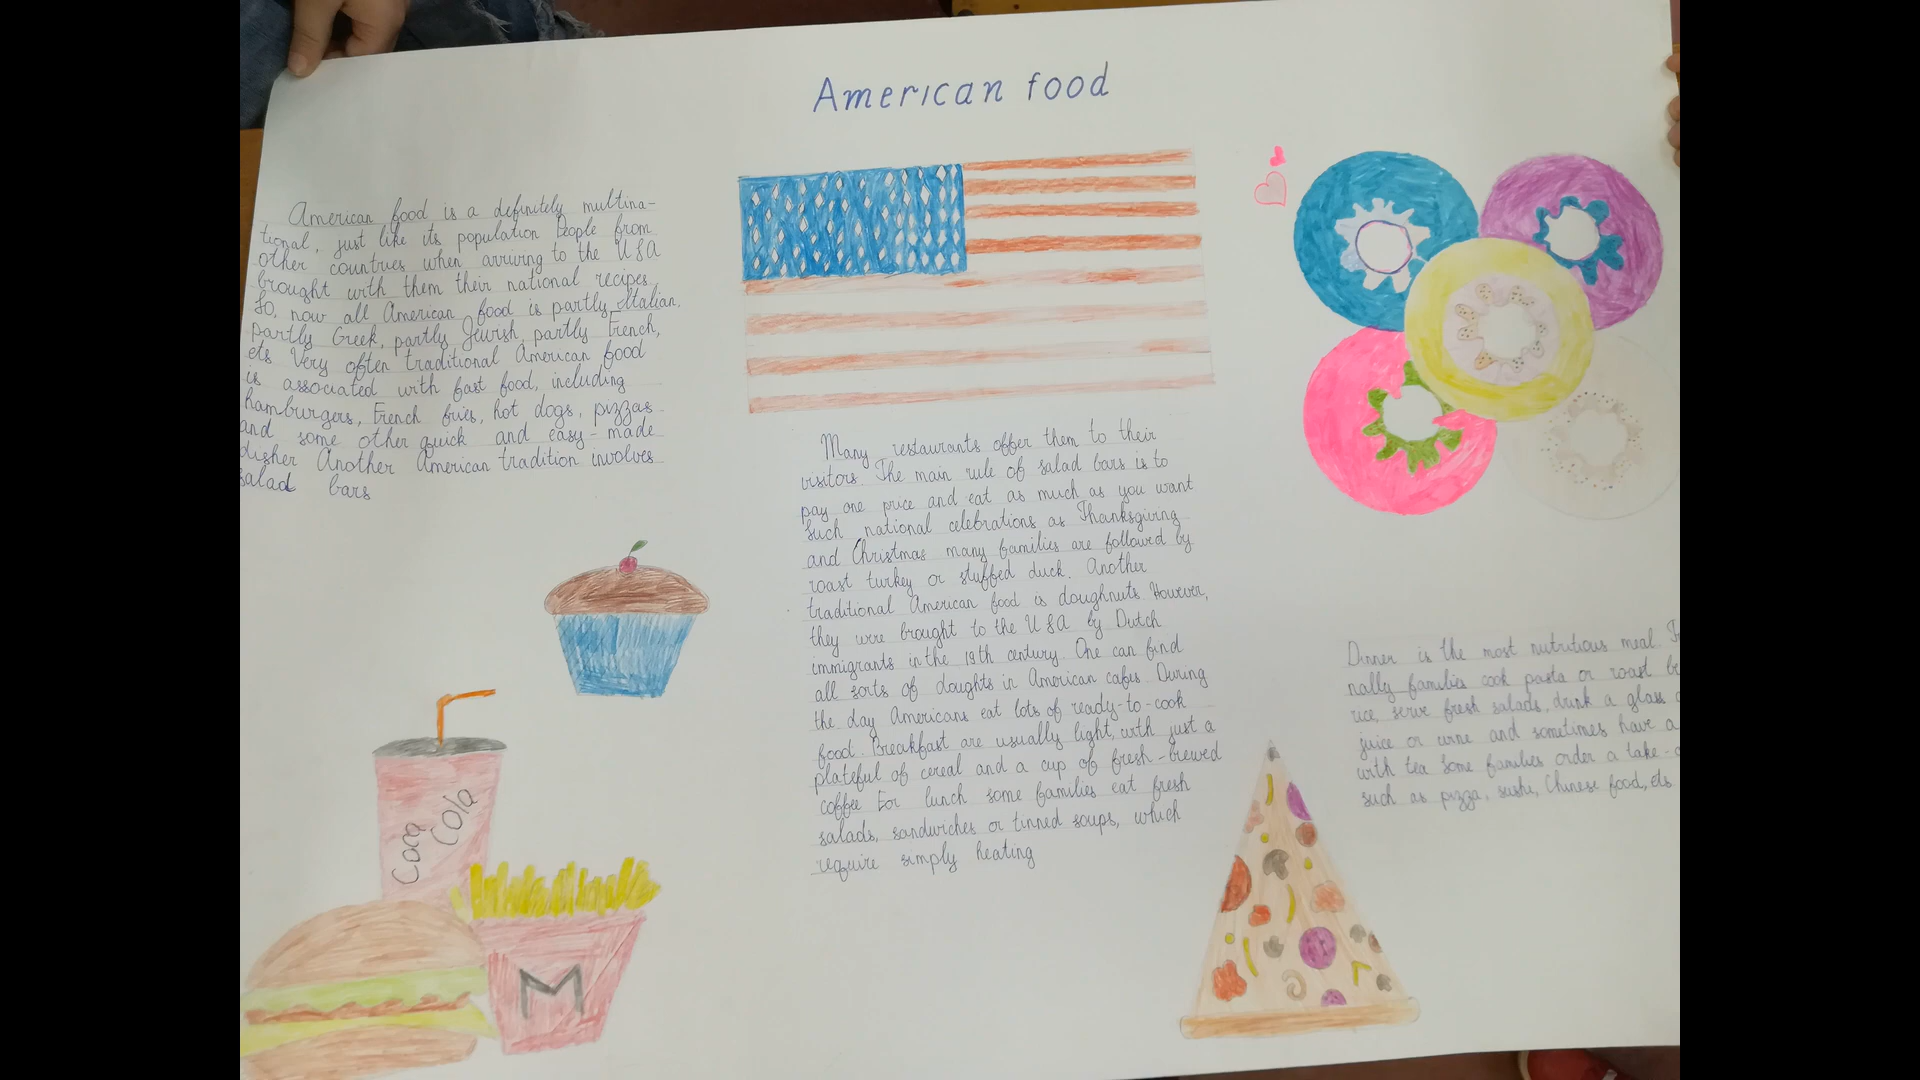 American food
American food is a definitely multina-
tional, just like its population People from
other countries when arriving to the USA
brought with them their national recipes
So, now all American food is partly Italian,
partly Greek, partly Jewish, partly French,
ets Very often traditional American food
is associated with fast food, including
hamburgers, French fries, hot dogs, pizzas
and some other quick and easy-made
disher Another American tradition involves
salad bars
Many restaurants offer them to their
visitors. The main rule of salad bars is to
pay one price and eat as much as you want
Such national celebrations as Thanksgiving
and Christmas many families are followed by
roast turkey or stuffed duck. Another
traditional American food is doughnuts However,
they were brought to the USA by Dutch
immigrants in the 19th century. One can find
all sorts of doughts in American cafes. During
the day Americans eat lots of ready-to-cook
food. Breakfast are usually light, with just a
plateful of cereal and a cup of fresh-brewed
coffee For lunch some families eat fresh
salads, sandwiches or tinned soups, which
require simply heating
Dinner is the most nutritious meal.
nally families cook pasta or roast
rice, serve fresh salads, drink a glass
juice or wine and sometimes have a
with tea Some families order a take-
such as pizza, sushi, Chinese food, ets
Coca Cola
M